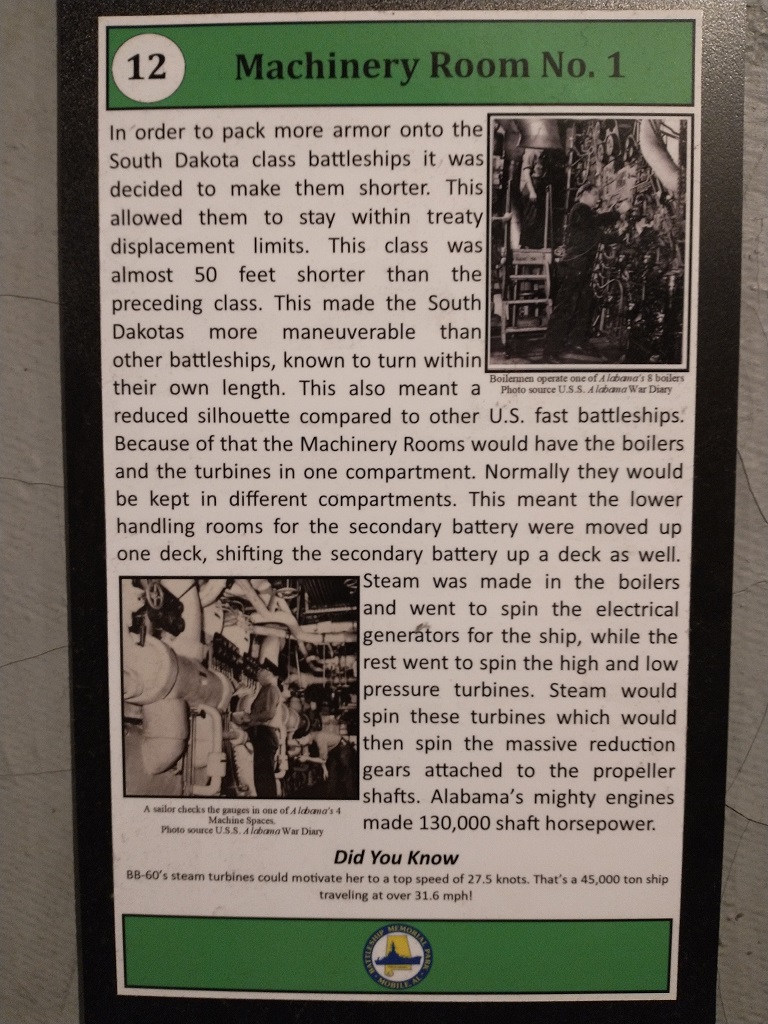 12
Machinery Room No. 1
In order to pack more armor onto the
South Dakota class battleships it was
decided to make them shorter. This
allowed them to stay within treaty
displacement limits. This class was
almost 50 feet shorter than the
preceding class. This made the South
Dakotas more maneuverable than
other battleships, known to turn within
their own length. This also meant a
Boilermen operate one of Alabama's 8 boilers
Photo source U.S.S. Alabama War Diary
reduced silhouette compared to other U.S. fast battleships.
Because of that the Machinery Rooms would have the boilers
and the turbines in one compartment. Normally they would
be kept in different compartments. This meant the lower
handling rooms for the secondary battery were moved up
one deck, shifting the secondary battery up a deck as well.
Steam was made in the boilers
and went to spin the electrical
generators for the ship, while the
rest went to spin the high and low
pressure turbines. Steam would
spin these turbines which would
then spin the massive reduction
gears attached to the propeller
shafts. Alabama's mighty engines
made 130,000 shaft horsepower.
A sailor checks the gauges in one of Alabama's 4
Machine Spaces.
Photo source U.S.S. Alabama War Diary
Did You Know
BB-60's steam turbines could motivate her to a top speed of 27.5 knots. That's a 45,000 ton ship
traveling at over 31.6 mph!
BATTLESHIP MEMORIAL PARK
MOBILE, AL